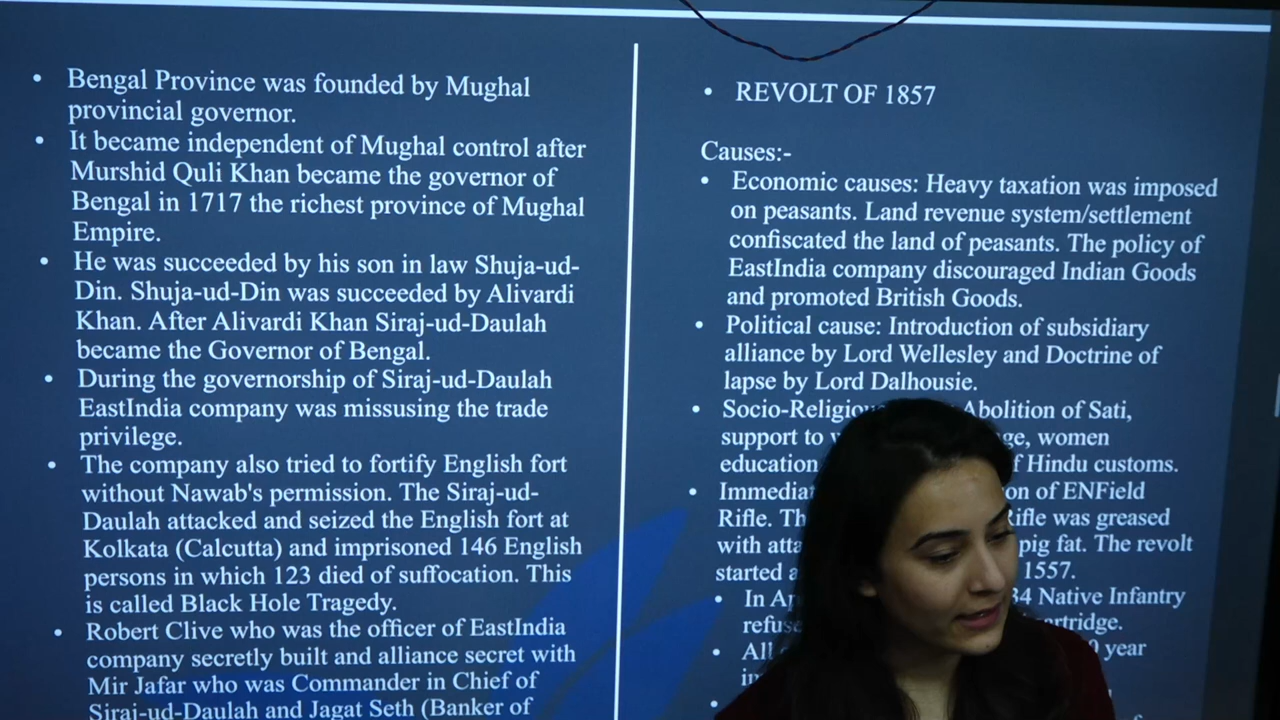 • Bengal Province was founded by Mughal
provincial governor.
• It became independent of Mughal control after
Murshid Quli Khan became the governor of
Bengal in 1717 the richest province of Mughal
Empire.
• He was succeeded by his son in law Shuja-ud-
Din. Shuja-ud-Din was succeeded by Alivardi
Khan. After Alivardi Khan Siraj-ud-Daulah
became the Governor of Bengal.
• During the governorship of Siraj-ud-Daulah
EastIndia company was missusing the trade
privilege.
• The company also tried to fortify English fort
without Nawab's permission. The Siraj-ud-
Daulah attacked and seized the English fort at
Kolkata (Calcutta) and imprisoned 146 English
persons in which 123 died of suffocation. This
is called Black Hole Tragedy.
• Robert Clive who was the officer of EastIndia
company secretly built and alliance secret with
Mir Jafar who was Commander in Chief of
Siraj-ud-Daulah and Jagat Seth (Banker of
• REVOLT OF 1857
Causes:-
• Economic causes: Heavy taxation was imposed
on peasants. Land revenue system/settlement
confiscated the land of peasants. The policy of
EastIndia company discouraged Indian Goods
and promoted British Goods.
• Political cause: Introduction of subsidiary
alliance by Lord Wellesley and Doctrine of
lapse by Lord Dalhousie.
• Abolition of Sati,
support to women
education Hindu customs.
• of ENField
Rifle. was greased
with pig fat. The revolt
started 1557.
• In 34 Native Infantry
• All year